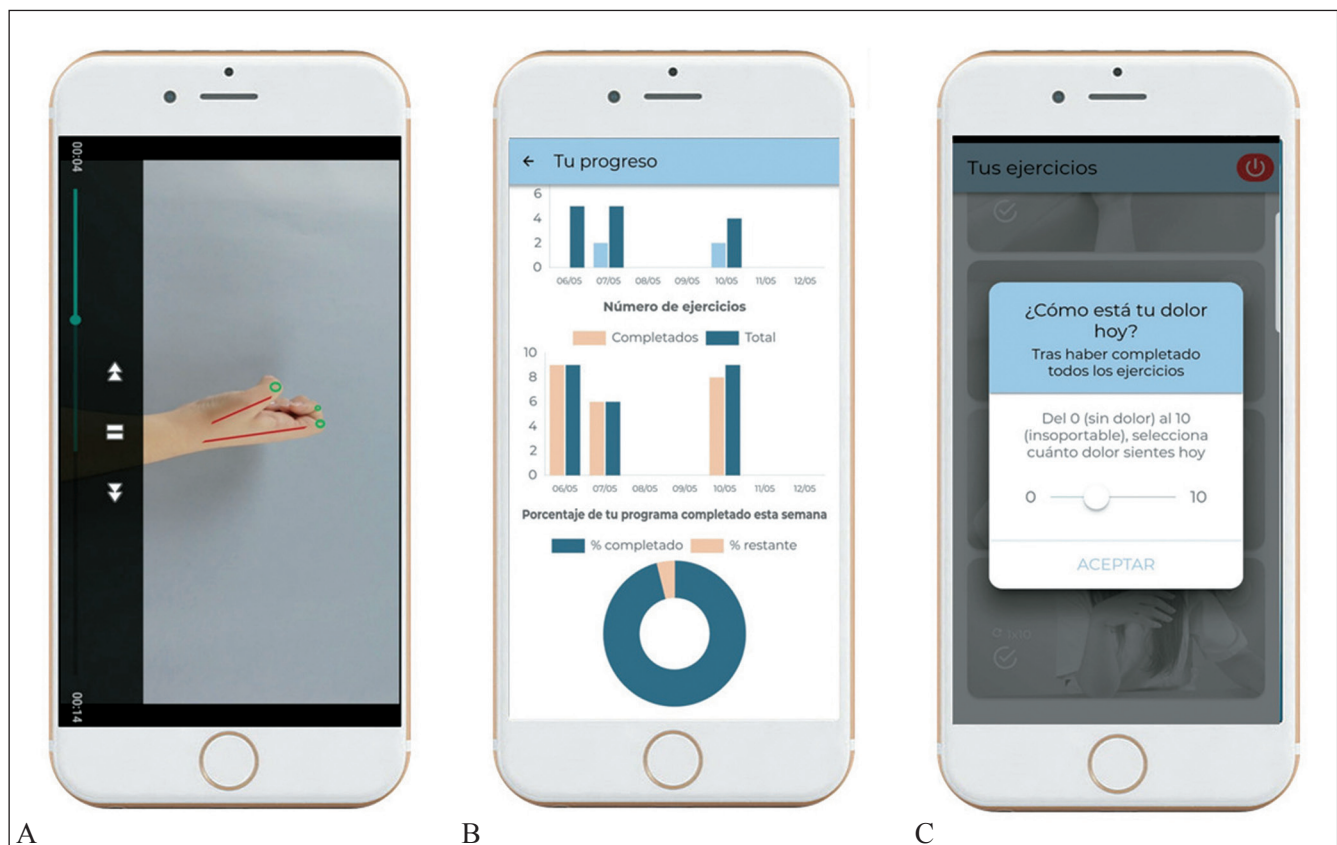 00:04
00:14
A
← Tu progreso
6
4
2
0
06/05 07/05 08/05 09/05 10/05 11/05 12/05
Número de ejercicios
Completados Total
10
8
6
4
2
0
06/05 07/05 08/05 09/05 10/05 11/05 12/05
Porcentaje de tu programa completado esta semana
% completado % restante
B
Tus ejercicios
¿Cómo está tu dolor
hoy?
Tras haber completado
todos los ejercicios
Del 0 (sin dolor) al 10
(insoportable), selecciona
cuánto dolor sientes hoy
0 10
ACEPTAR
C